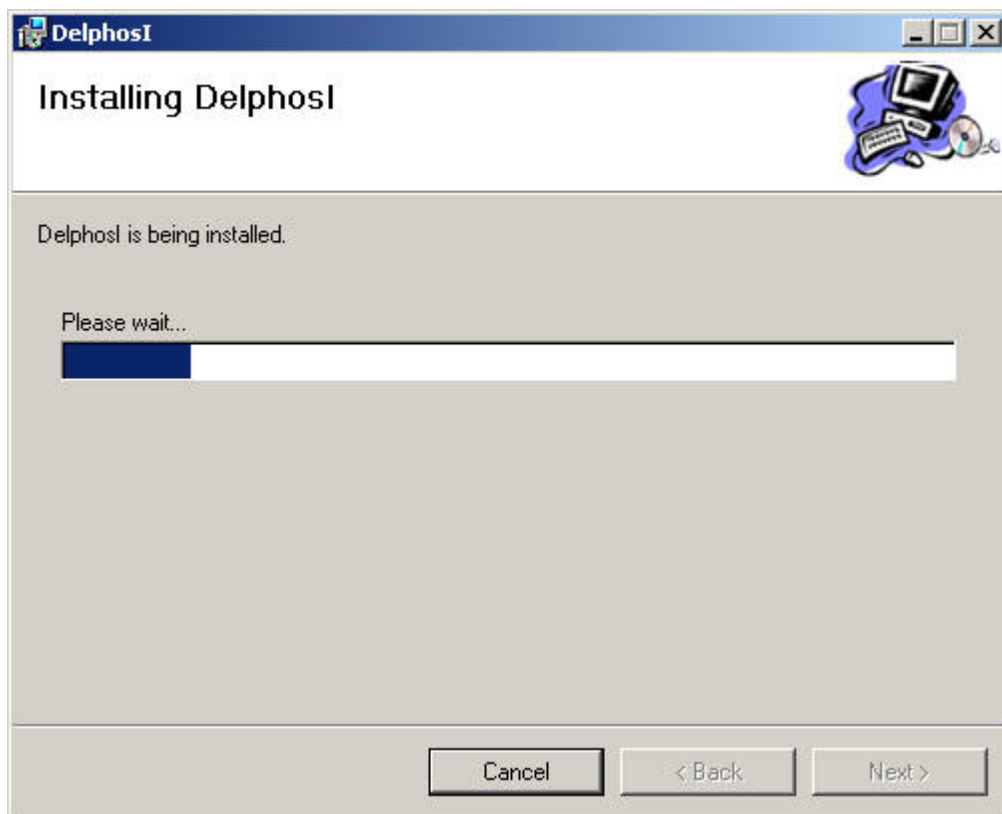 DelphosI
Installing DelphosI
DelphosI is being installed.
Please wait...
Cancel
< Back
Next >